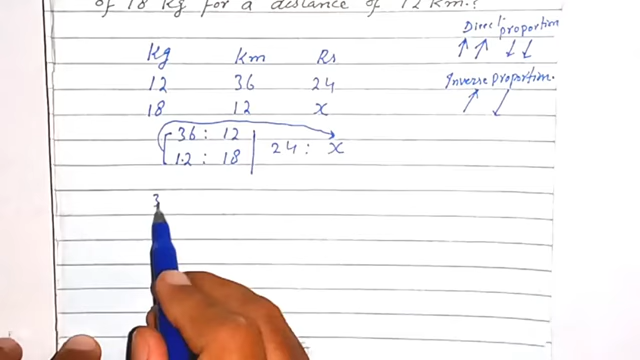 of 18 Kg for a distance of 12 Km.?
Direct proportion
Kg Km Rs
12 36 24
Inverse proportion.
18 12 x
36 : 12
12 : 18
24 : x
3